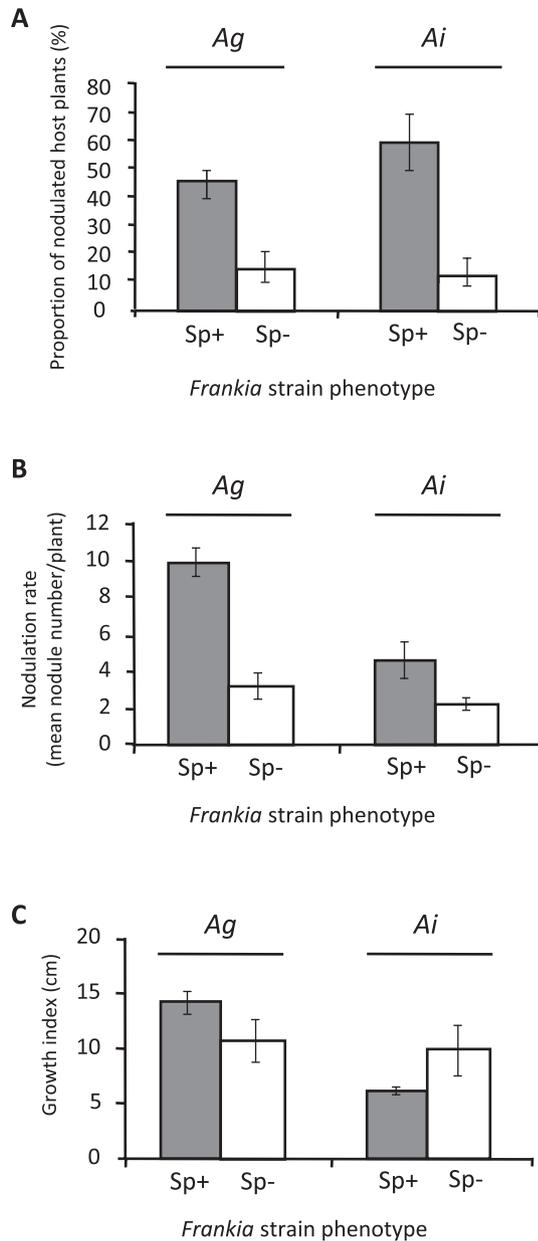 A
Ag Ai
Proportion of nodulated host plants (%)
80
70
60
50
40
30
20
10
0
Sp+ Sp- Sp+ Sp-
Frankia strain phenotype
B
Ag Ai
Nodulation rate
(mean nodule number/plant)
12
10
8
6
4
2
0
Sp+ Sp- Sp+ Sp-
Frankia strain phenotype
C
Ag Ai
Growth index (cm)
20
15
10
5
0
Sp+ Sp- Sp+ Sp-
Frankia strain phenotype